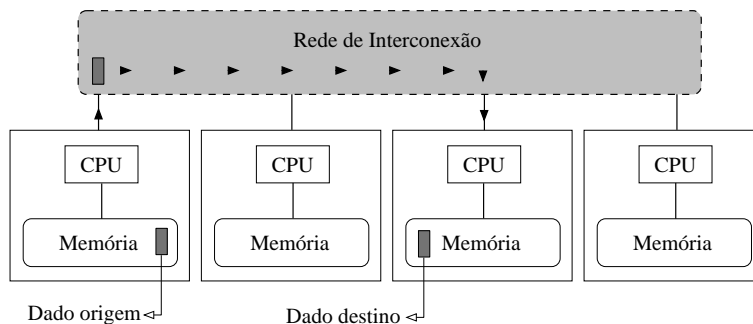 Rede de Interconexão
CPU
CPU
CPU
CPU
Memória
Memória
Memória
Memória
Dado origem
Dado destino